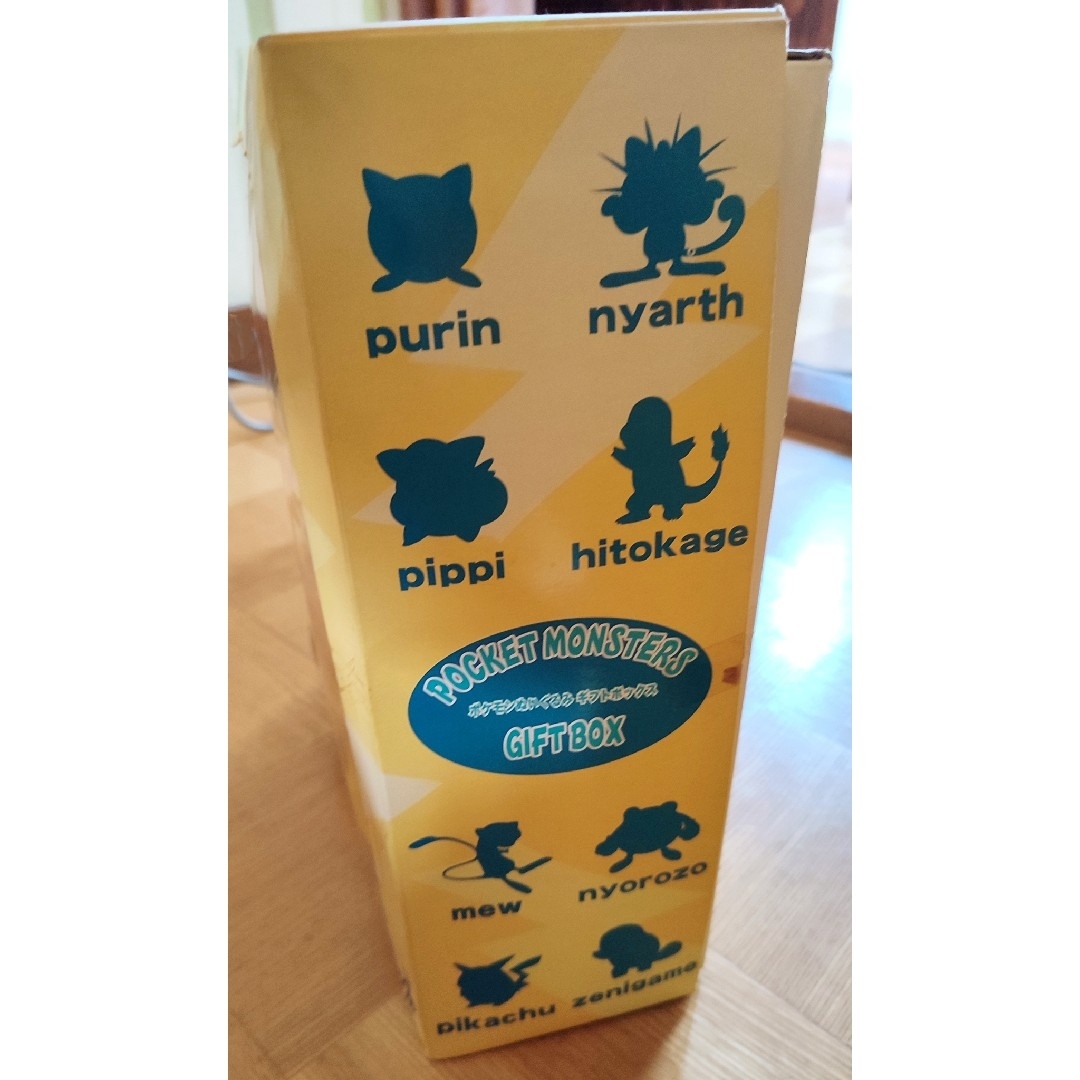 purin
nyarth
pippi
hitokage
POCKET MONSTERS
ポケモンぬいぐるみ ギフトボックス
GIFT BOX
mew
nyorozo
pikachu
zenigame